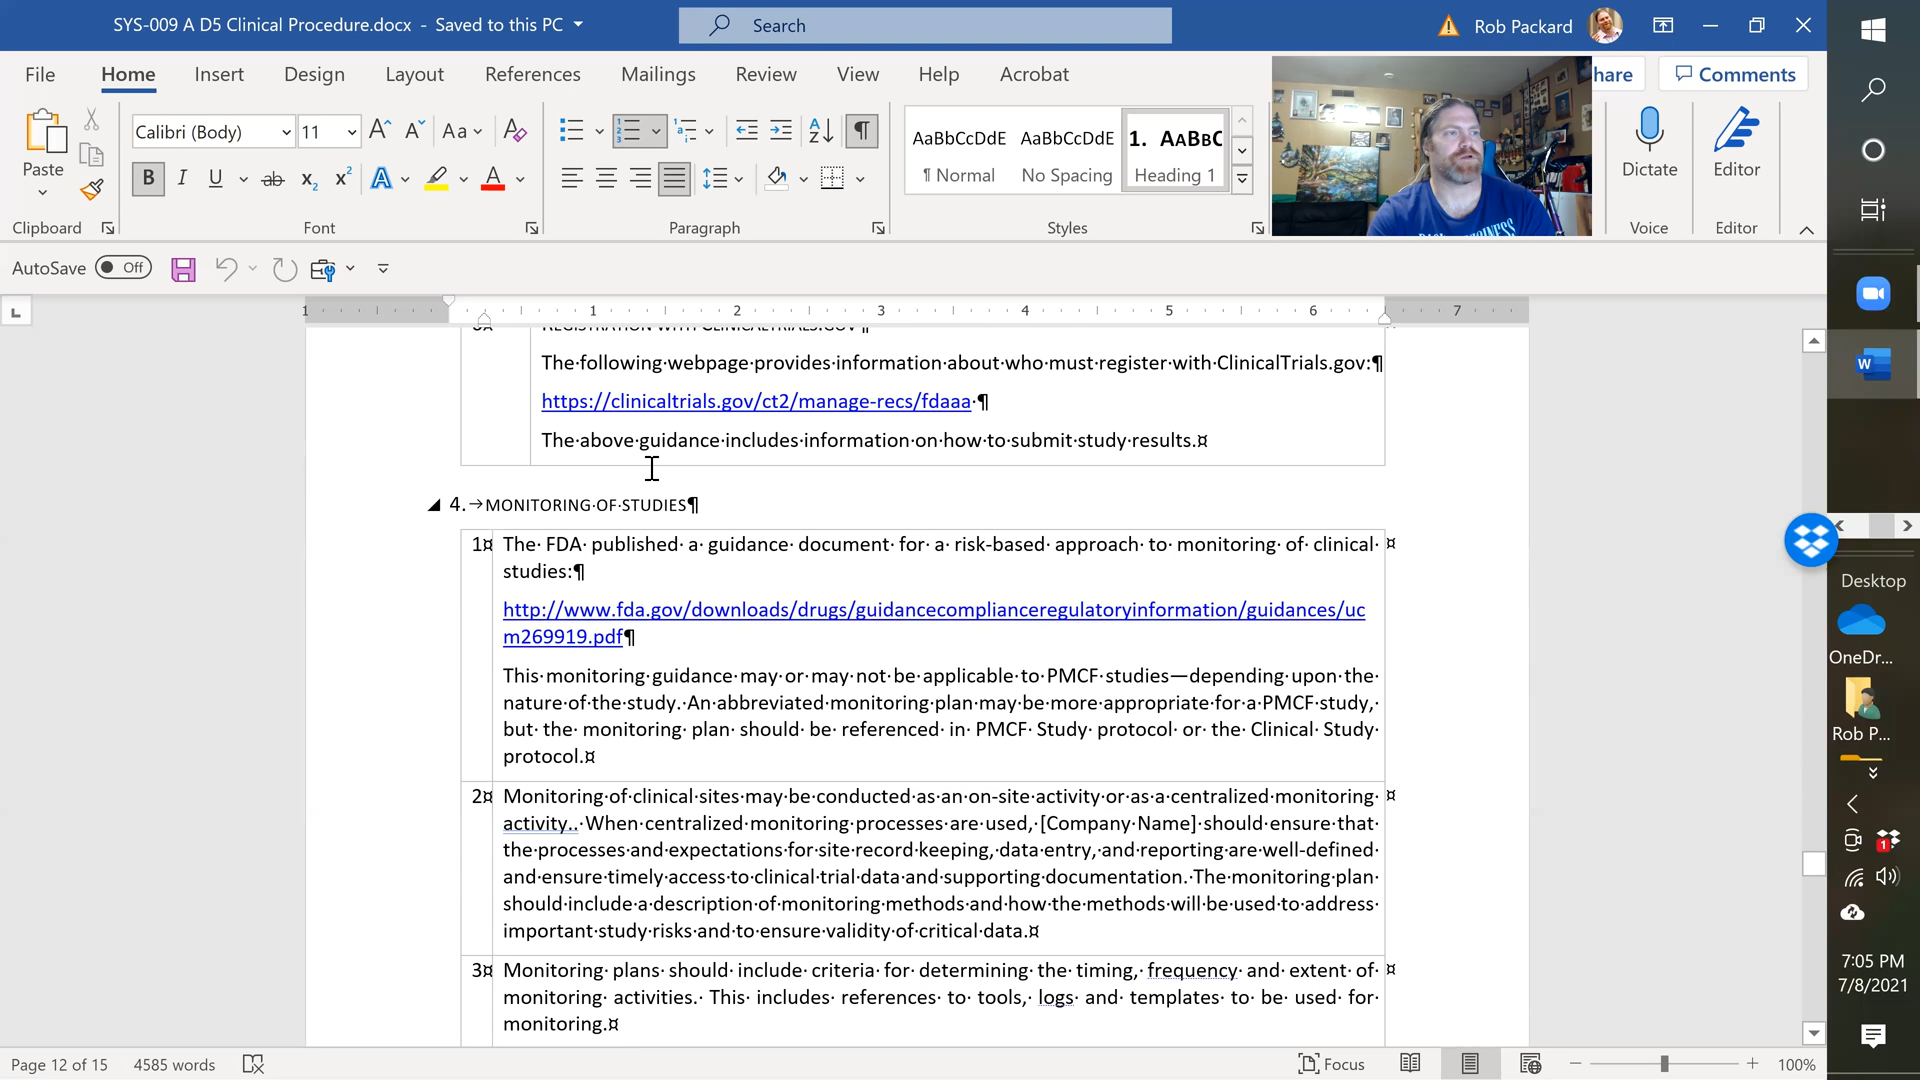 SYS-009 A D5 Clinical Procedure.docx - Saved to this PC
Search
Rob Packard
File Home Insert Design Layout References Mailings Review View Help Acrobat
hare
Comments
Paste
Calibri (Body) 11
AaBbCcDdE AaBbCcDdE 1. AABBC
¶ Normal No Spacing Heading 1
Dictate
Editor
Clipboard Font Paragraph Styles Voice Editor
AutoSave Off
1 1 2 3 4 5 6 7
The following webpage provides information about who must register with ClinicalTrials.gov:¶
https://clinicaltrials.gov/ct2/manage-recs/fdaaa ¶
The above guidance includes information on how to submit study results.¤
4. → MONITORING OF STUDIES¶
1¤ The FDA published a guidance document for a risk-based approach to monitoring of clinical ¤
studies:¶
http://www.fda.gov/downloads/drugs/guidancecomplianceregulatoryinformation/guidances/uc
m269919.pdf¶
This monitoring guidance may or may not be applicable to PMCF studies—depending upon the
nature of the study. An abbreviated monitoring plan may be more appropriate for a PMCF study,
but the monitoring plan should be referenced in PMCF Study protocol or the Clinical Study
protocol.¤
2¤ Monitoring of clinical sites may be conducted as an on-site activity or as a centralized monitoring ¤
activity.. When centralized monitoring processes are used, [Company Name] should ensure that
the processes and expectations for site record keeping, data entry, and reporting are well-defined
and ensure timely access to clinical trial data and supporting documentation. The monitoring plan
should include a description of monitoring methods and how the methods will be used to address
important study risks and to ensure validity of critical data.¤
3¤ Monitoring plans should include criteria for determining the timing, frequency and extent of ¤
monitoring activities. This includes references to tools, logs and templates to be used for
monitoring.¤
Page 12 of 15 4585 words
Focus
100%
Desktop
OneDr...
Rob P...
1
7:05 PM
7/8/2021